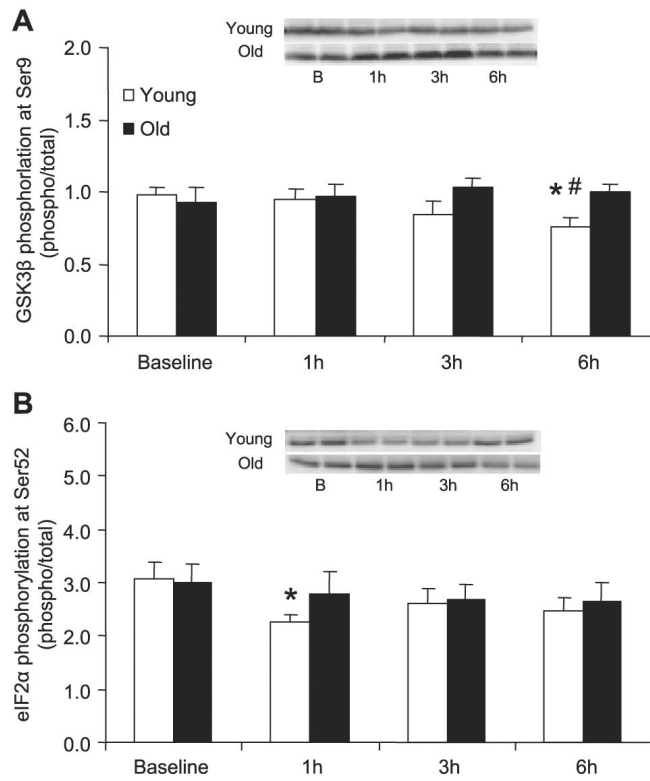 A
Young
Old
B 1h 3h 6h
GSK3β phosphorlation at Ser9
(phospho/total)
2.0
1.5
1.0
0.5
0.0
Young
Old
* #
Baseline 1h 3h 6h
B
Young
Old
B 1h 3h 6h
eIF2α phosphorylation at Ser52
(phospho/total)
6.0
5.0
4.0
3.0
2.0
1.0
0.0
*
Baseline 1h 3h 6h